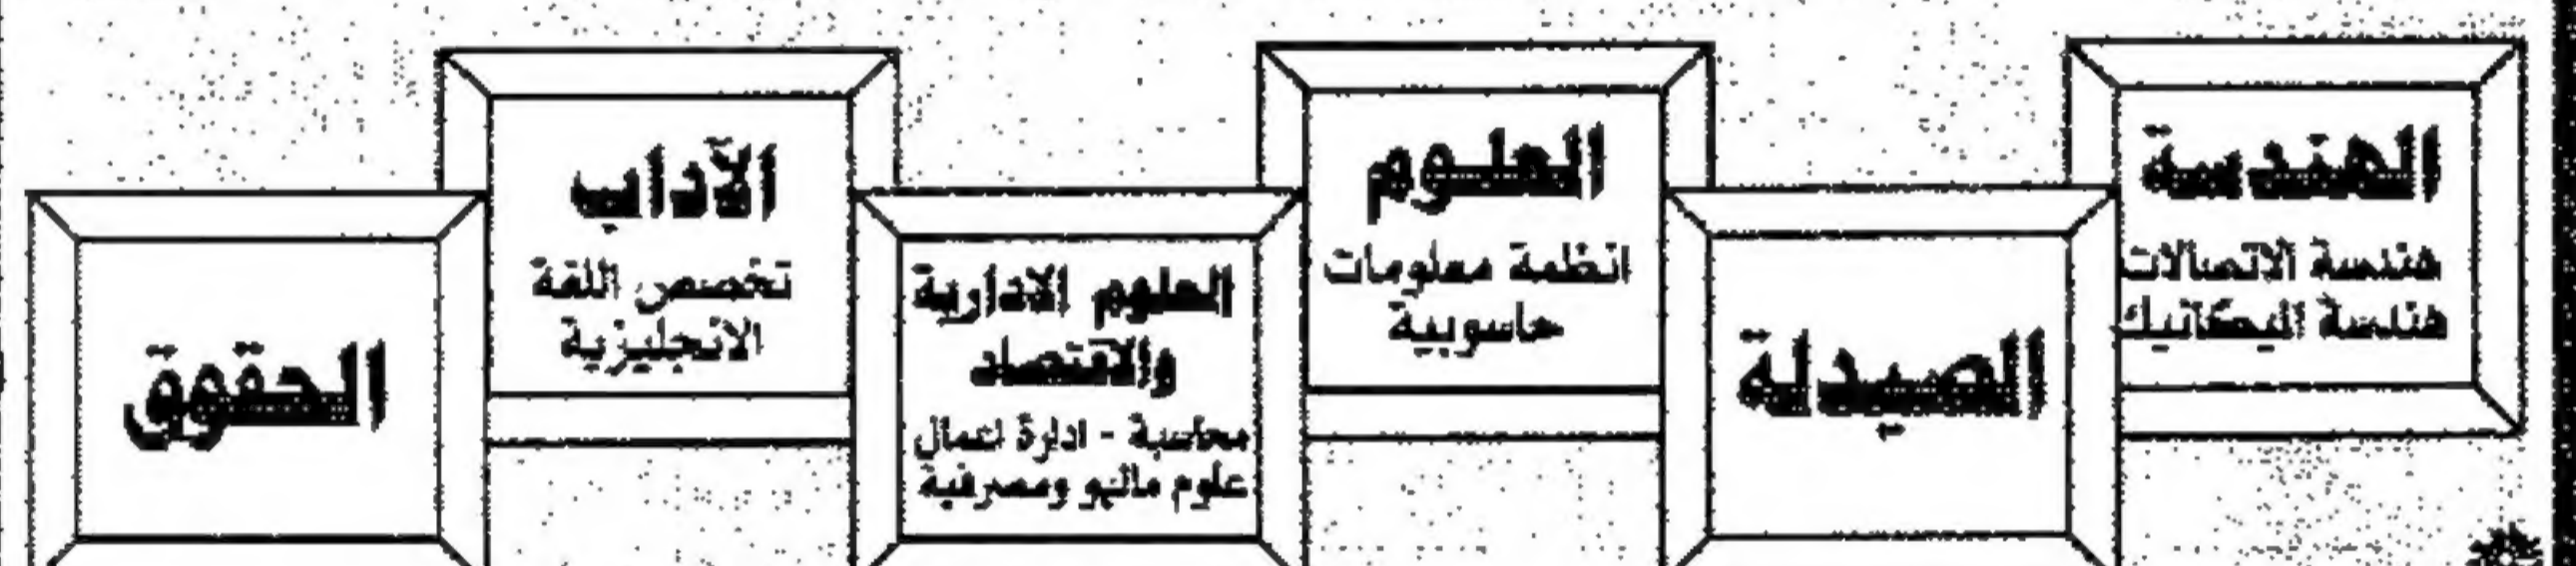 الهندسة
هندسة الاتصالات
هندسة الميكانيك
الصيدلة
العلوم
انظمة معلومات
حاسوبية
العلوم الادارية
والاقتصاد
محاسبة - ادارة اعمال
علوم مالية ومصرفية
الآداب
تخصص اللغة
الانجليزية
الحقوق